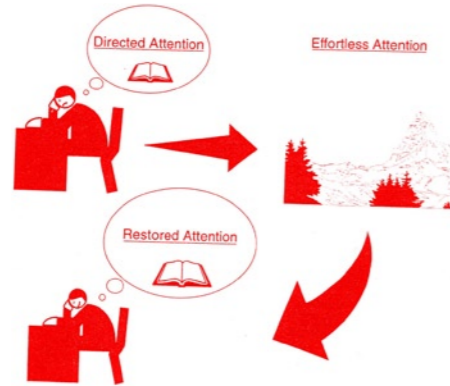 Directed Attention
Effortless Attention
Restored Attention